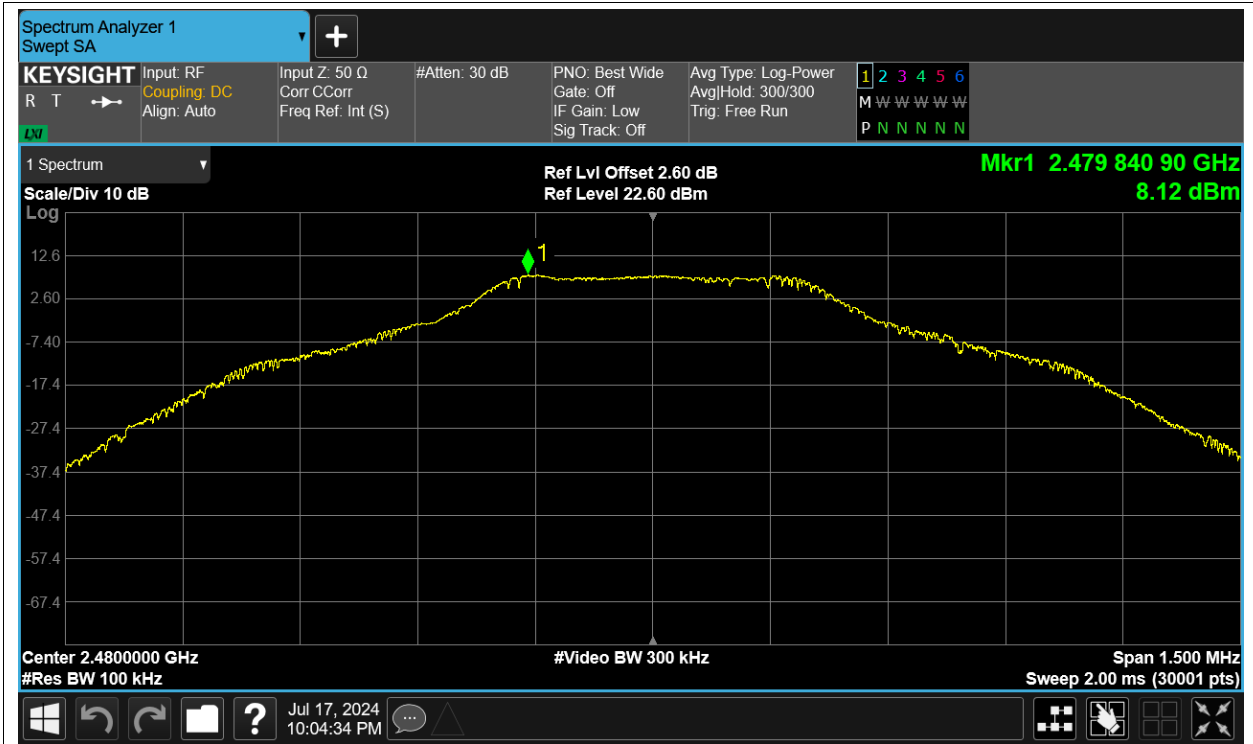 Spectrum Analyzer 1
Swept SA
KEYSIGHT
R T
LXI
Input: RF
Coupling: DC
Align: Auto
Input Z: 50 Ω
Corr CCorr
Freq Ref: Int (S)
#Atten: 30 dB
PNO: Best Wide
Gate: Off
IF Gain: Low
Sig Track: Off
Avg Type: Log-Power
Avg|Hold: 300/300
Trig: Free Run
1 2 3 4 5 6
M W W W W W
P N N N N N
1 Spectrum
Scale/Div 10 dB
Log
Ref Lvl Offset 2.60 dB
Ref Level 22.60 dBm
Mkr1 2.479 840 90 GHz
8.12 dBm
1
12.6
2.60
-7.40
-17.4
-27.4
-37.4
-47.4
-57.4
-67.4
Center 2.4800000 GHz
#Res BW 100 kHz
#Video BW 300 kHz
Span 1.500 MHz
Sweep 2.00 ms (30001 pts)
?
Jul 17, 2024
10:04:34 PM